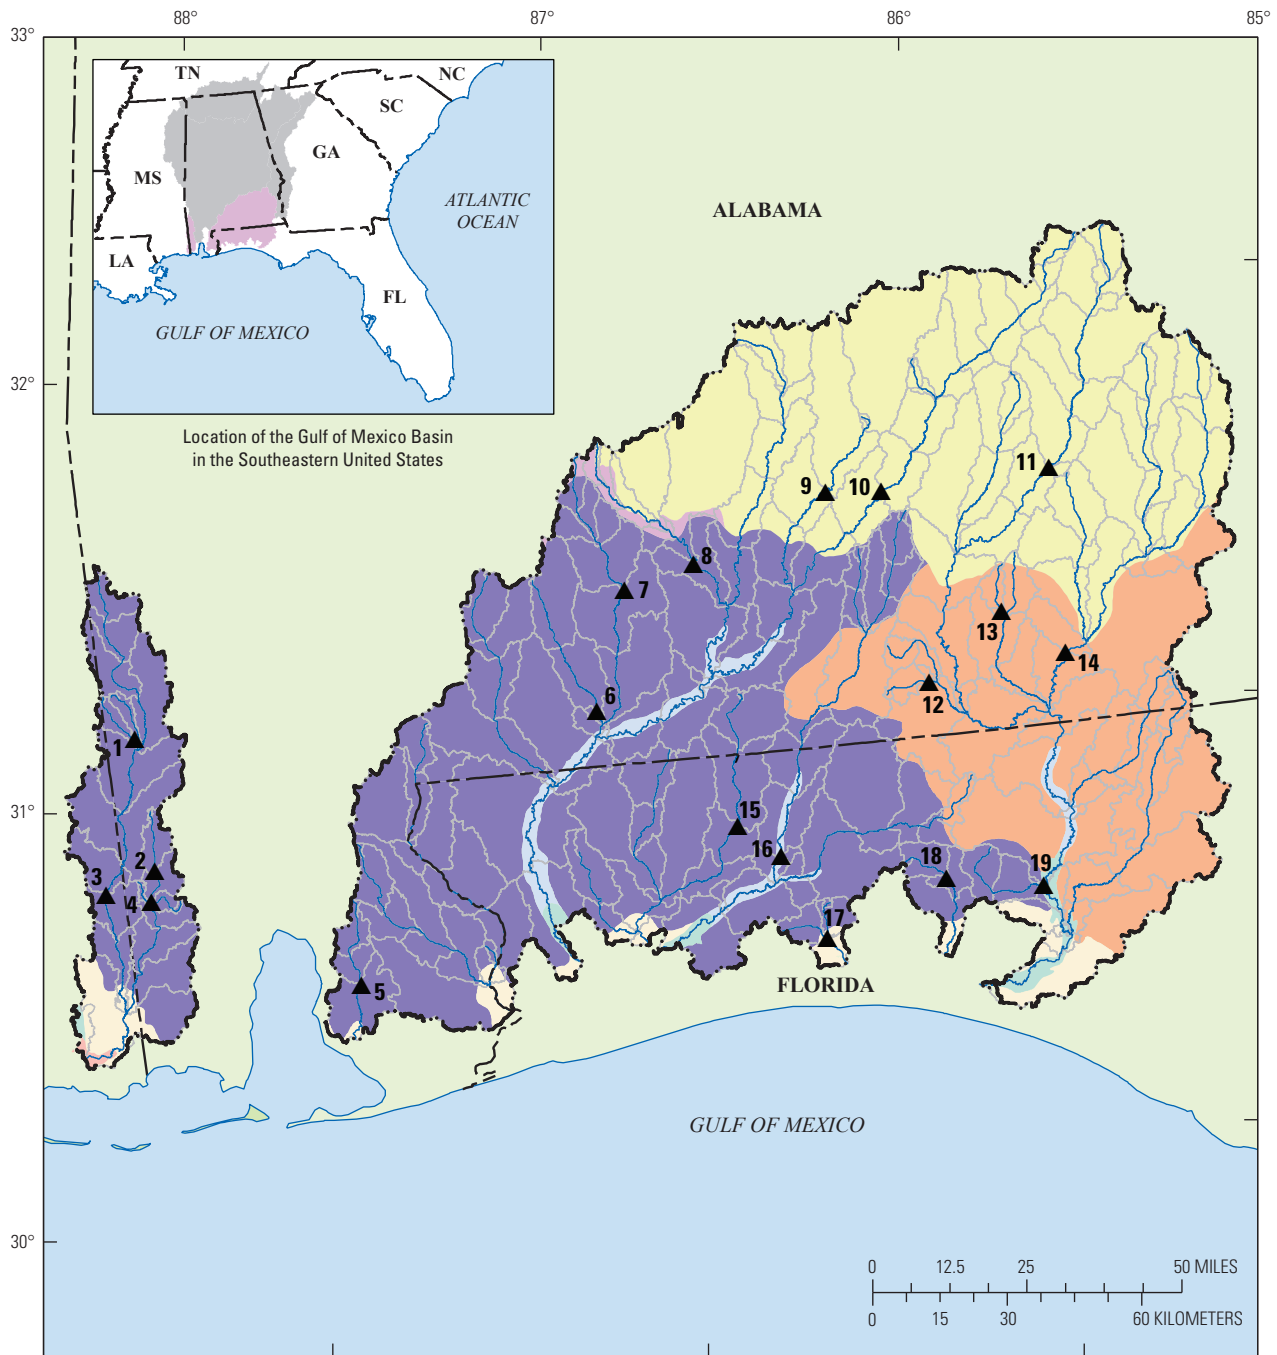 88°
87°
86°
85°
33°
32°
31°
30°
TN
NC
SC
MS
GA
LA
FL
ATLANTIC
OCEAN
GULF OF MEXICO
Location of the Gulf of Mexico Basin
in the Southeastern United States
ALABAMA
11
9
10
8
7
13
14
6
12
1
15
16
2
3
4
18
19
17
5
FLORIDA
GULF OF MEXICO
0 12.5 25 50 MILES
0 15 30 60 KILOMETERS